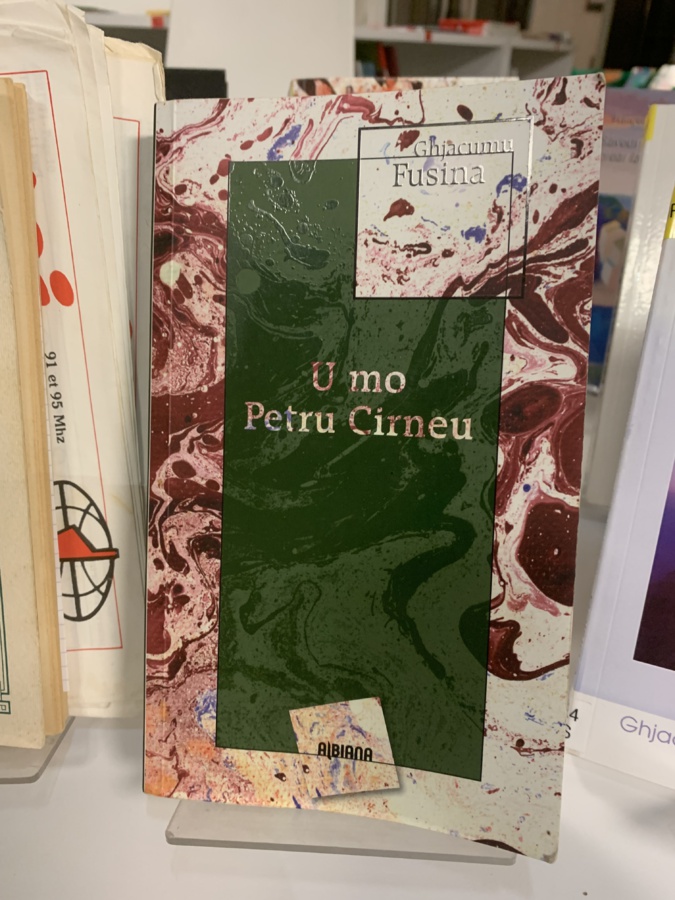 Ghjacumu
Fusina
U mo
Petru Cirneu
ALBIANA
91 et 95 Mhz
Ghja